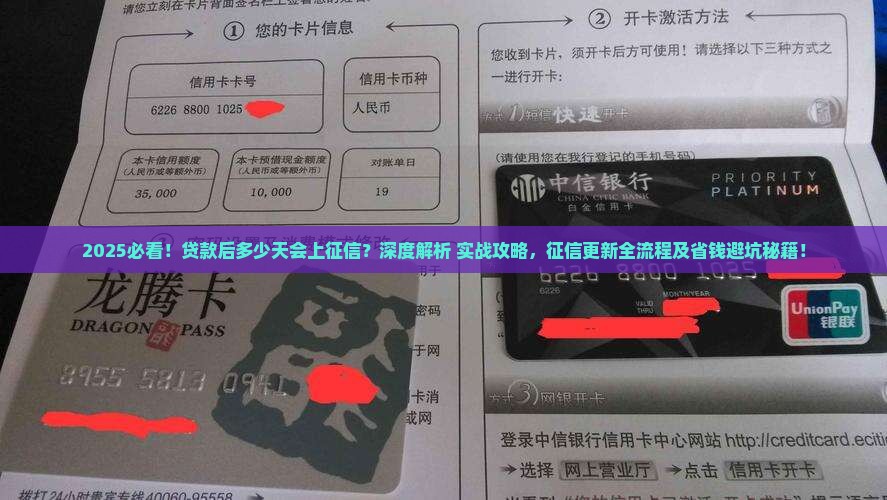 请您立刻在卡片背面签名栏上签署您的姓名
① 您的卡片信息
信用卡卡号
6226 8800 1025
信用卡币种
人民币
本卡信用额度
(人民币或等额外币)
35,000
本卡预借现金额度
(人民币或等额外币)
10,000
对账单日
19
② 开卡激活方法
您收到卡片，须开卡后方可使用！请选择以下三种方式之
一进行开卡：
方式 1 短信快速开卡
(请使用您在我行登记的手机号码)
中信银行
CHINA CITIC BANK
白金信用卡
PRIORITY
PLATINUM
2025必看！贷款后多少天会上征信？深度解析 实战攻略，征信更新全流程及省钱避坑秘籍！
6226 8800 1025
6226
MONTH/YEAR
VALID
THRU
UnionPay
银联
龙腾卡
DRAGON PASS
8955 5813 0941
于
密码
于网
卡消
或网
拨打24小时贵宾专线40060-95558
方式 3 网银开卡
登录中信银行信用卡中心网站 http://creditcard.eciti
→选择 网上营业厅 →点击 信用卡开卡